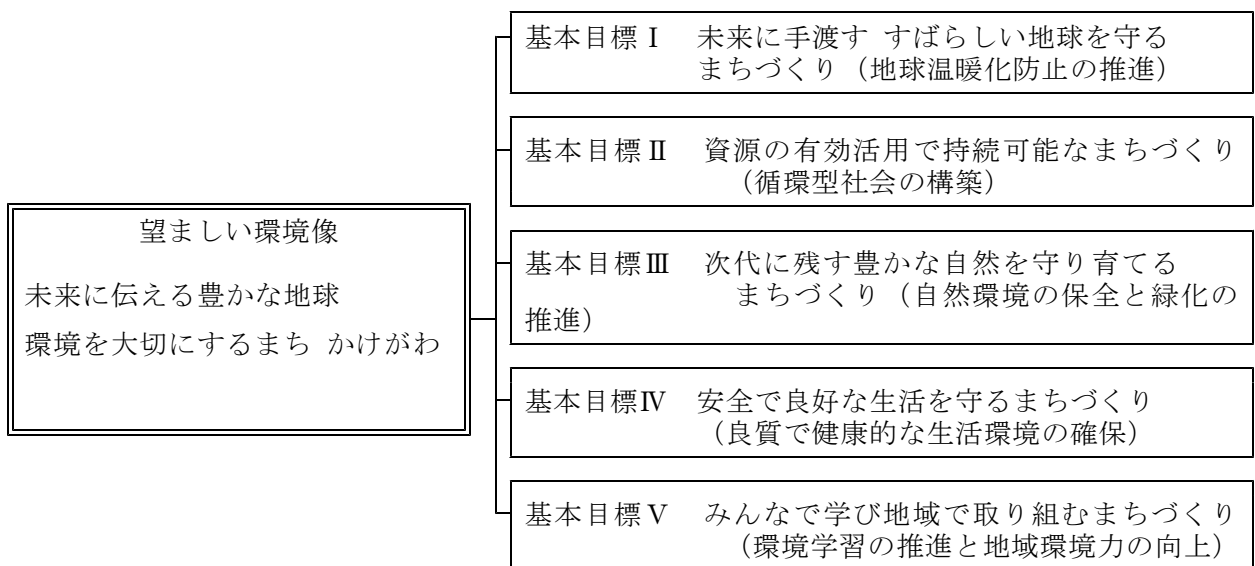 望ましい環境像
未来に伝える豊かな地球
環境を大切にするまち かけがわ
基本目標Ⅰ 未来に手渡す すばらしい地球を守る
まちづくり（地球温暖化防止の推進）
基本目標Ⅱ 資源の有効活用で持続可能なまちづくり
（循環型社会の構築）
基本目標Ⅲ 次代に残す豊かな自然を守り育てる
まちづくり（自然環境の保全と緑化の
推進）
基本目標Ⅳ 安全で良好な生活を守るまちづくり
（良質で健康的な生活環境の確保）
基本目標Ⅴ みんなで学び地域で取り組むまちづくり
（環境学習の推進と地域環境力の向上）